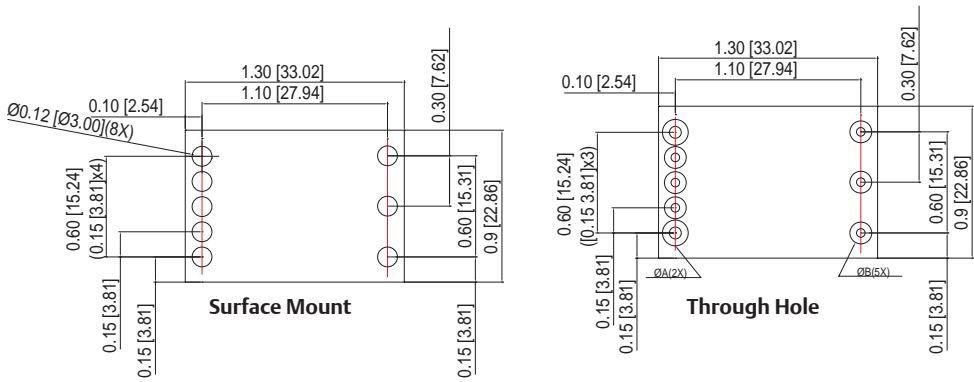 1.30 [33.02]
1.10 [27.94]
0.10 [2.54]
0.30 [7.62]
Ø0.12 [Ø3.00](8X)
0.60 [15.24]
(0.15 [3.81]x4)
0.60 [15.31]
0.9 [22.86]
0.15 [3.81]
0.15 [3.81]
0.15 [3.81]
Surface Mount
1.30 [33.02]
1.10 [27.94]
0.10 [2.54]
0.30 [7.62]
0.60 [15.24]
([0.15 3.81]x3)
0.60 [15.31]
0.9 [22.86]
ØA(2X)
ØB(5X)
0.15 [3.81]
0.15 [3.81]
0.15 [3.81]
Through Hole